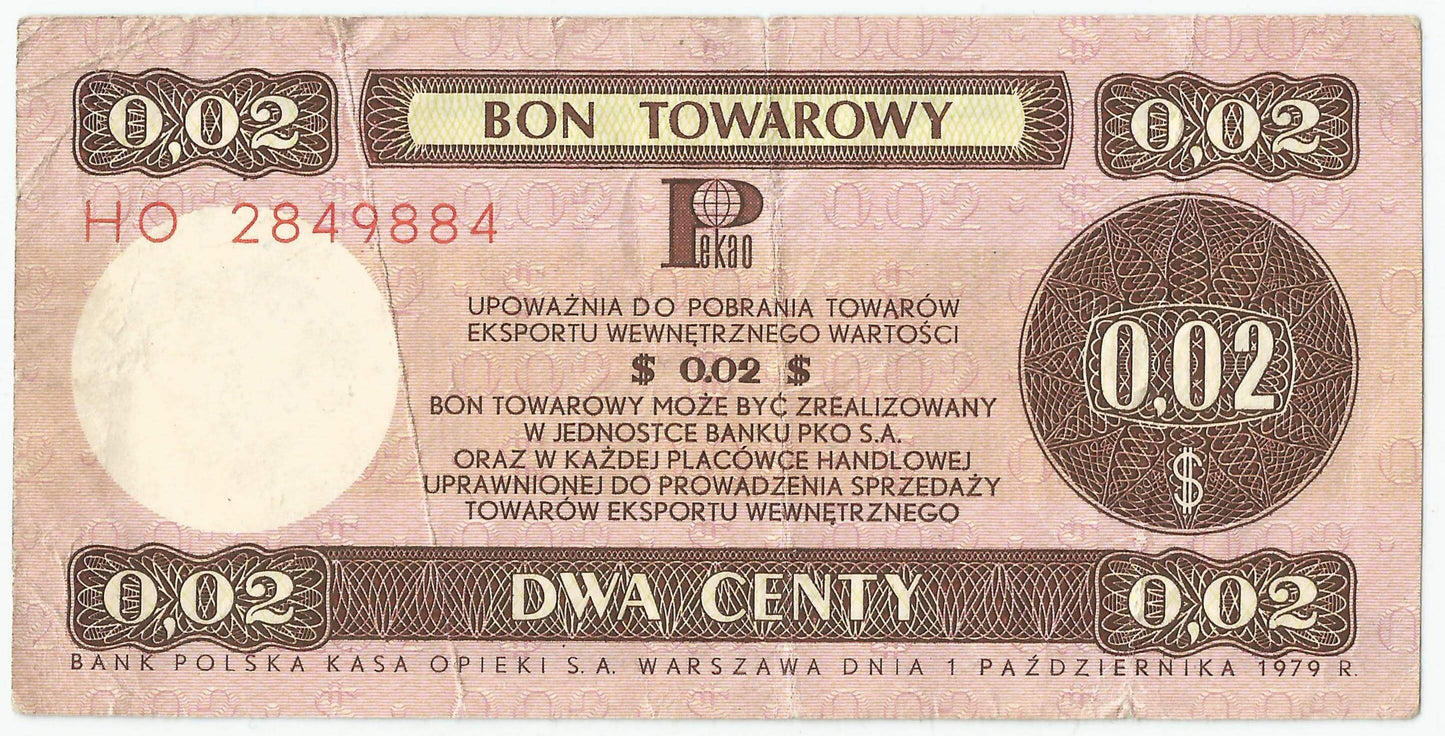 0,02 BON TOWAROWY 0,02
HO 2849884
Pekao
UPOWAŻNIA DO POBRANIA TOWARÓW
EKSPORTU WEWNĘTRZNEGO WARTOŚCI
$ 0.02 $
BON TOWAROWY MOŻE BYĆ ZREALIZOWANY
W JEDNOSTCE BANKU PKO S.A.
ORAZ W KAŻDEJ PLACÓWCE HANDLOWEJ
UPRAWNIONEJ DO PROWADZENIA SPRZEDAŻY
TOWARÓW EKSPORTU WEWNĘTRZNEGO
0,02
$
0,02 DWA CENTY 0,02
BANK POLSKA KASA OPIEKI S.A. WARSZAWA DNIA 1 PAŹDZIERNIKA 1979 R.